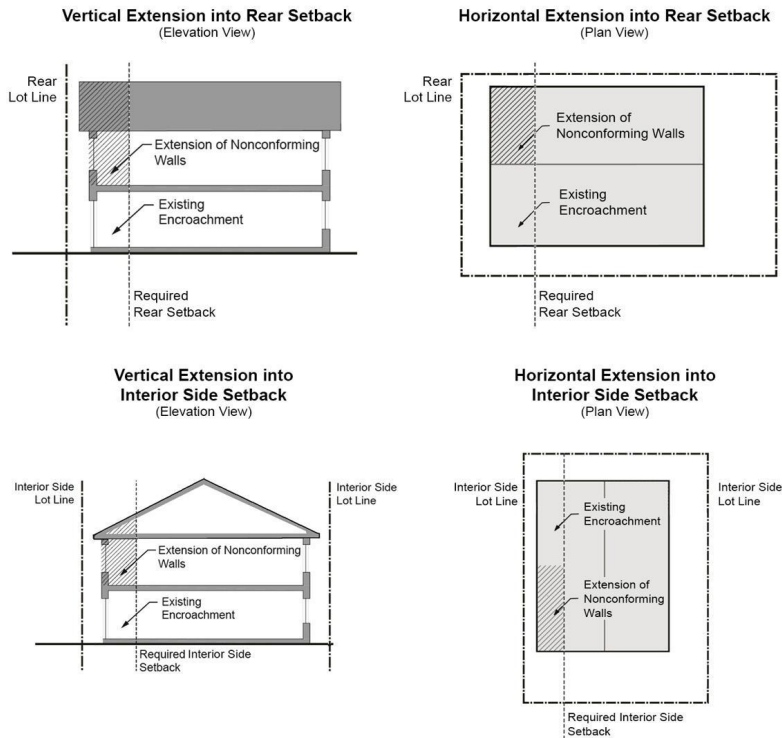 Vertical Extension into Rear Setback
(Elevation View)
Rear
Lot Line
Extension of Nonconforming
Walls
Existing
Encroachment
Required
Rear Setback
Horizontal Extension into Rear Setback
(Plan View)
Rear
Lot Line
Extension of
Nonconforming Walls
Existing
Encroachment
Required
Rear Setback
Vertical Extension into
Interior Side Setback
(Elevation View)
Interior Side
Lot Line
Interior Side
Lot Line
Extension of Nonconforming
Walls
Existing
Encroachment
Required Interior Side
Setback
Horizontal Extension into
Interior Side Setback
(Plan View)
Interior Side
Lot Line
Interior Side
Lot Line
Existing
Encroachment
Extension of
Nonconforming
Walls
Required Interior Side
Setback